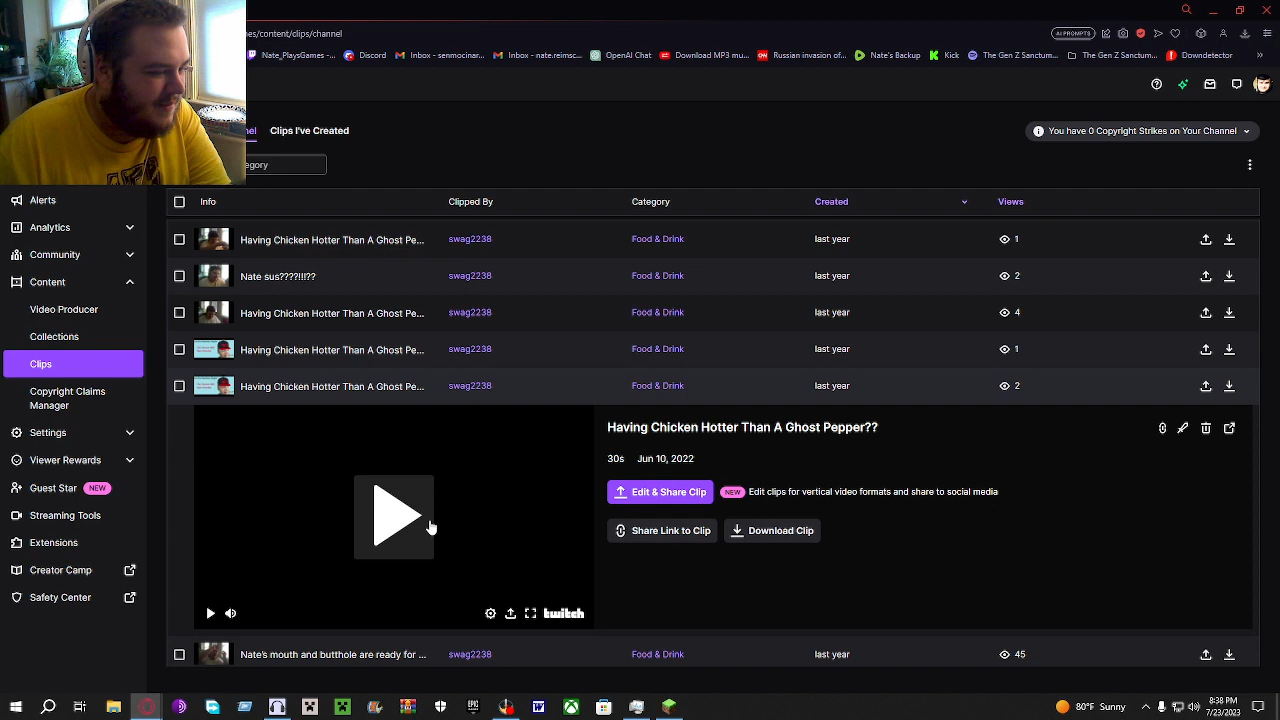 es/content/clips/channel
AI PROMPTS
Nate_PlaysGames -...
Discord
Inbox - senmocinar...
Inbox - nate.reimsc...
OpenAI Chat
Download MP3 mu...
Russian invasion of...
Nate's Backup
Kick
The Gen Z Sanctum...
The Gen Z Sanctum...
Downdetector
nel
Clips I've Created
You have 0 Content Strikes on Your Channel
egory
Alerts
Analytics
Community
Content
Video Producer
Collections
Clips
Copyright Claims
Manager
Settings
Viewer Rewards
Guest Star NEW
Streaming Tools
Extensions
Creator Camp
Safety Center
Info Clipped By Category Created Views
Having Chicken Hotter Than A Ghost Pe... swag2238 Food & Drink last year 1
Nate sus????!!!?? swag2238 Food & Drink last year 2
Having Chicken Hotter Than A Ghost Pe... swag2238 Food & Drink last year 4
Having Chicken Hotter Than A Ghost Pe... swag2238 Food & Drink last year 1
Having Chicken Hotter Than A Ghost Pe... swag2238 Food & Drink last year 2
Having Chicken Hotter Than A Ghost Pepper??
30s Jun 10, 2022
Edit & Share Clip NEW Edit clips for vertical video formats and share to social media
Share Link to Clip Download Clip
twitch
Nate's mouth and butthole are ready for ... swag2238 Food & Drink last year 45
80°F Sunny
8:38 PM
7/23/2023